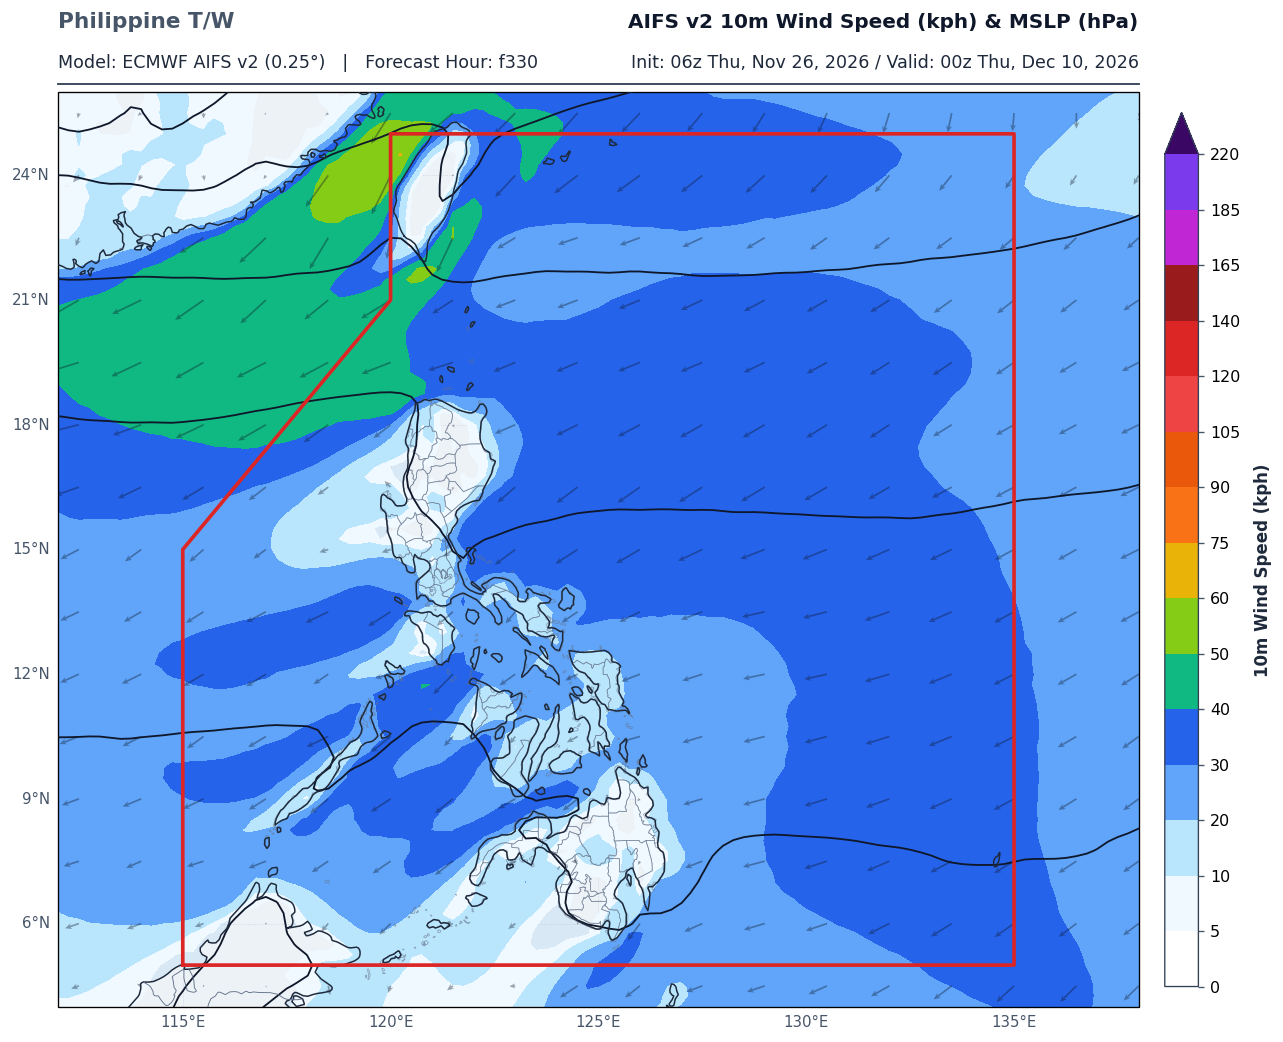 Philippine T/W
AIFS v2 10m Wind Speed (kph) & MSLP (hPa)
Model: ECMWF AIFS v2 (0.25°)   |   Forecast Hour: f330
Init: 06z Thu, Nov 26, 2026 / Valid: 00z Thu, Dec 10, 2026
24°N
21°N
18°N
15°N
12°N
9°N
6°N
115°E
120°E
125°E
130°E
135°E
220
185
165
140
120
105
90
75
60
50
40
30
20
10
5
0
10m Wind Speed (kph)